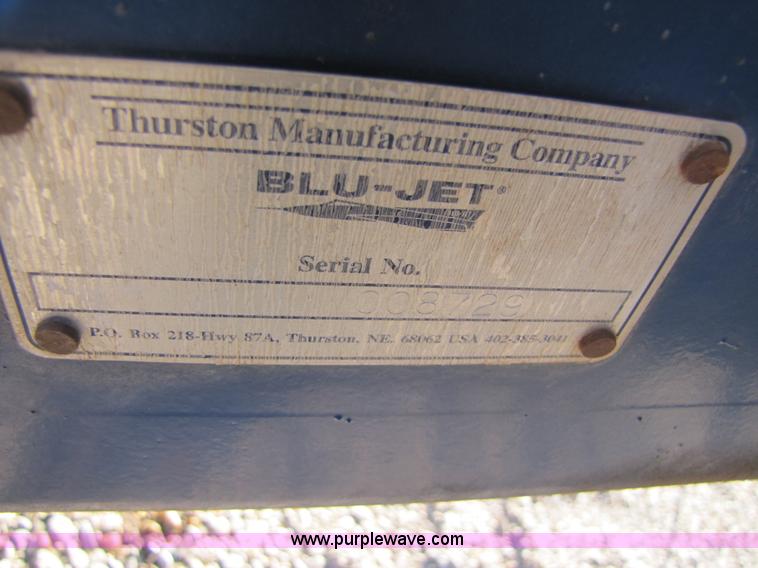 Thurston Manufacturing Company
BLU-JET®
Serial No.
008729
P.O. Box 218-Hwy 87A, Thurston, NE. 68062 USA 402-385-3041
www.purplewave.com